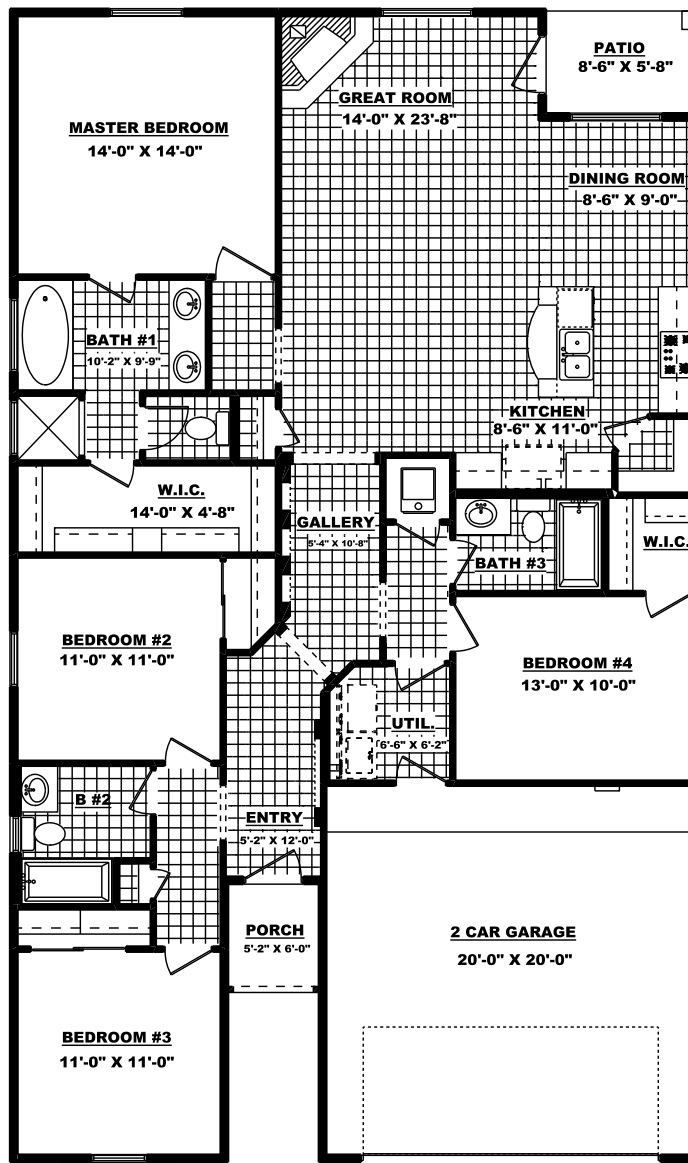 PATIO
8'-6" X 5'-8"
GREAT ROOM
14'-0" X 23'-8"
MASTER BEDROOM
14'-0" X 14'-0"
DINING ROOM
8'-6" X 9'-0"
BATH #1
10'-2" X 9'-9"
KITCHEN
8'-6" X 11'-0"
W.I.C.
14'-0" X 4'-8"
GALLERY
5'-4" X 10'-8"
BATH #3
W.I.C.
BEDROOM #2
11'-0" X 11'-0"
BEDROOM #4
13'-0" X 10'-0"
UTIL.
6'-6" X 6'-2"
B #2
ENTRY
5'-2" X 12'-0"
PORCH
5'-2" X 6'-0"
2 CAR GARAGE
20'-0" X 20'-0"
BEDROOM #3
11'-0" X 11'-0"